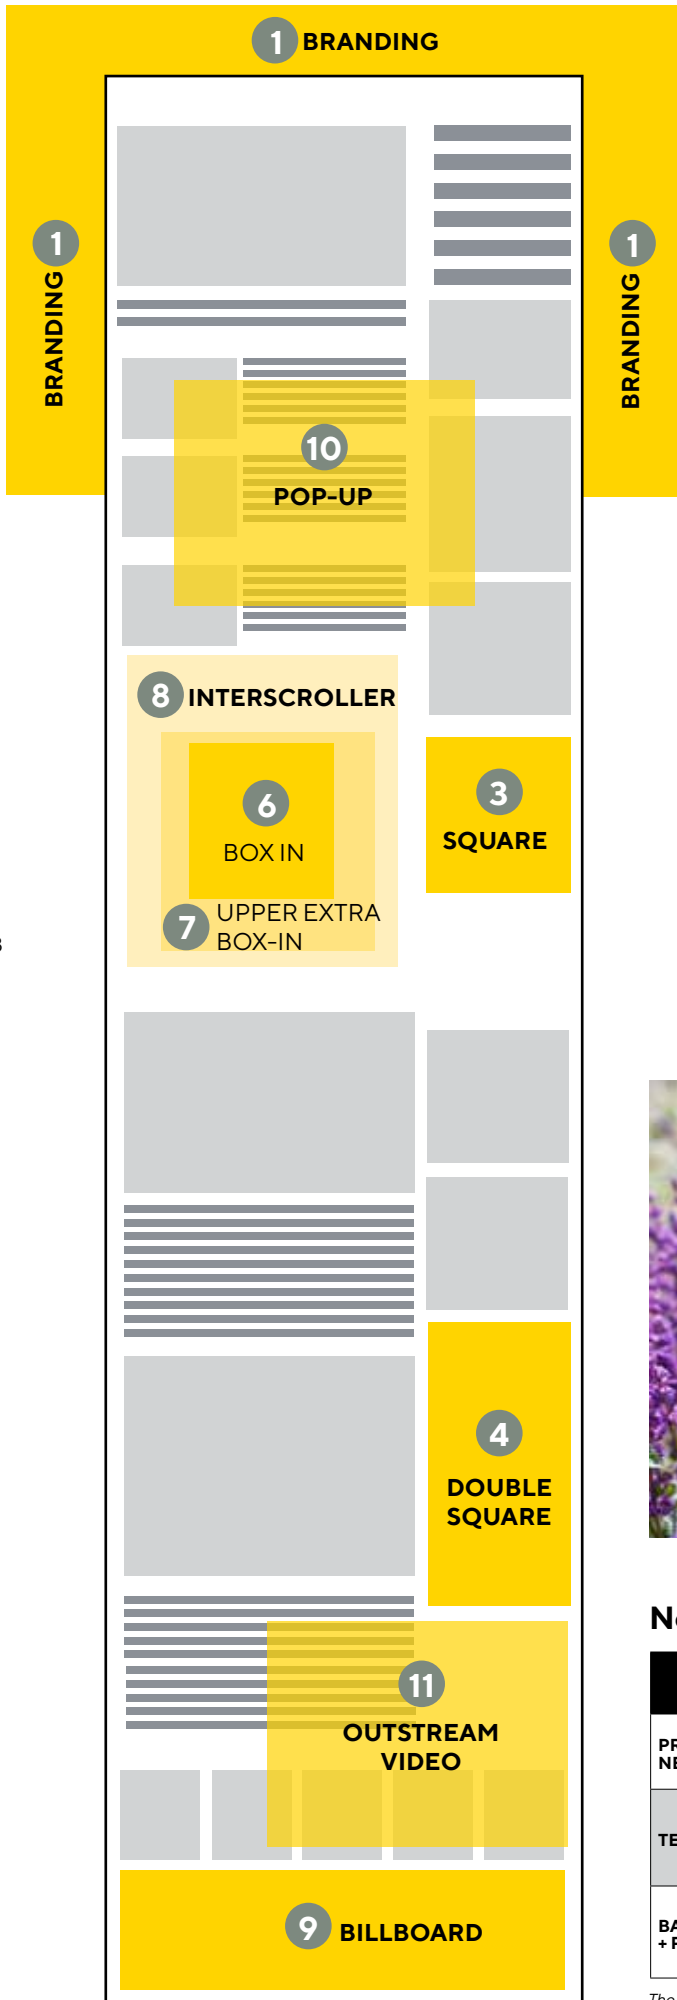 1 BRANDING
1 BRANDING
1 BRANDING
10
POP-UP
8 INTERSCROLLER
6
BOX IN
7 UPPER EXTRA
BOX-IN
3
SQUARE
4
DOUBLE
SQUARE
11
OUTSTREAM
VIDEO
9 BILLBOARD
+
The